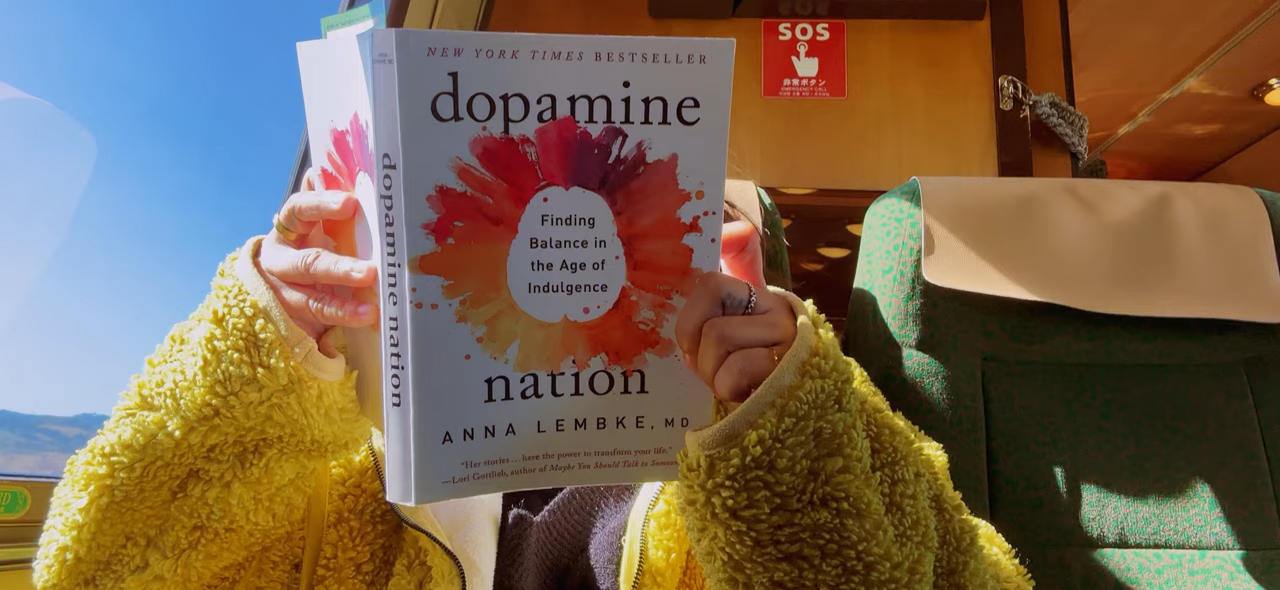 NEW YORK TIMES BESTSELLER
dopamine
Finding
Balance in
the Age of
Indulgence
nation
ANNA LEMBKE, MD
"Her stories . . . here the power to transform your life."
—Lori Gottlieb, author of Maybe You Should Talk to
dopamine nation
SOS
非常ボタン
EMERGENCY CALL